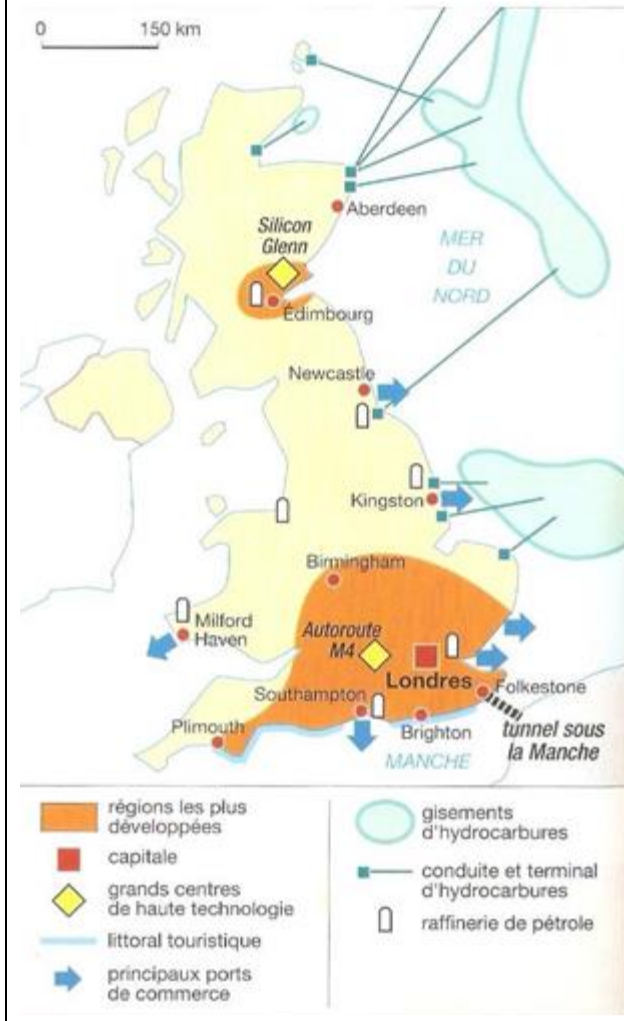 0 150 km
Aberdeen
Silicon
Glenn
MER
DU
NORD
Édimbourg
Newcastle
Kingston
Birmingham
Milford
Haven
Autoroute
M4
Londres
Folkestone
Southampton
Plimouth
Brighton
tunnel sous
la Manche
MANCHE
régions les plus
développées
capitale
grands centres
de haute technologie
littoral touristique
principaux ports
de commerce
gisements
d'hydrocarbures
conduite et terminal
d'hydrocarbures
raffinerie de pétrole